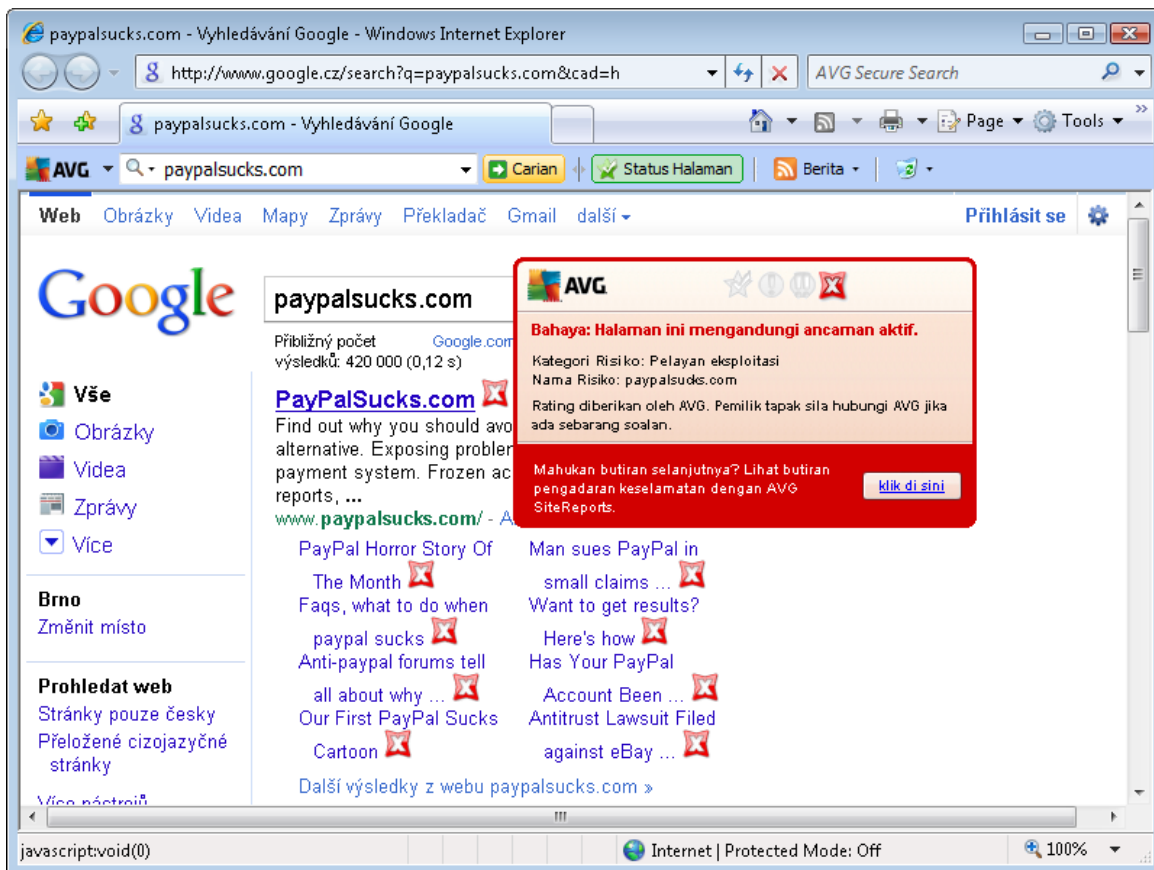 paypalsucks.com - Vyhledávání Google - Windows Internet Explorer
http://www.google.cz/search?q=paypalsucks.com&cad=h
AVG Secure Search
paypalsucks.com - Vyhledávání Google
Page
Tools
AVG
paypalsucks.com
Carian
Status Halaman
Berita
Web Obrázky Videa Mapy Zprávy Překladač Gmail další
Přihlásit se
Google
paypalsucks.com
Přibližný počet
výsledků: 420 000 (0,12 s)
Google.com
AVG
Bahaya: Halaman ini mengandungi ancaman aktif.
Kategori Risiko: Pelayan eksploitasi
Nama Risiko: paypalsucks.com
Rating diberikan oleh AVG. Pemilik tapak sila hubungi AVG jika
ada sebarang soalan.
Mahukan butiran selanjutnya? Lihat butiran
pengadaran keselamatan dengan AVG
SiteReports.
klik di sini
Vše
Obrázky
Videa
Zprávy
Více
Brno
Změnit místo
Prohledat web
Stránky pouze česky
Přeložené cizojazyčné
stránky
Více nástrojů
PayPalSucks.com
Find out why you should avo
alternative. Exposing probler
payment system. Frozen ac
reports, ...
www.paypalsucks.com/ - A
PayPal Horror Story Of
The Month
Faqs, what to do when
paypal sucks
Anti-paypal forums tell
all about why ...
Our First PayPal Sucks
Cartoon
Man sues PayPal in
small claims ...
Want to get results?
Here's how
Has Your PayPal
Account Been ...
Antitrust Lawsuit Filed
against eBay ...
Další výsledky z webu paypalsucks.com »
javascript:void(0)
Internet | Protected Mode: Off
100%